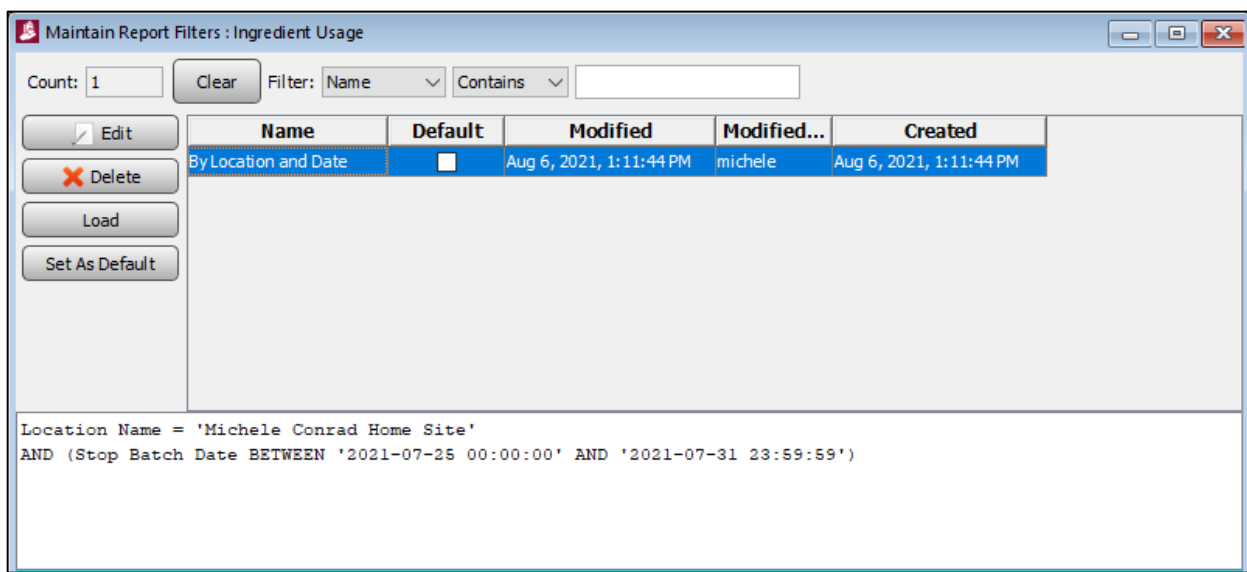 Maintain Report Filters : Ingredient Usage
Count: 1 Clear Filter: Name Contains
Edit Name Default Modified Modified... Created
Delete By Location and Date Aug 6, 2021, 1:11:44 PM michele Aug 6, 2021, 1:11:44 PM
Load
Set As Default
Location Name = 'Michele Conrad Home Site'
AND (Stop Batch Date BETWEEN '2021-07-25 00:00:00' AND '2021-07-31 23:59:59')